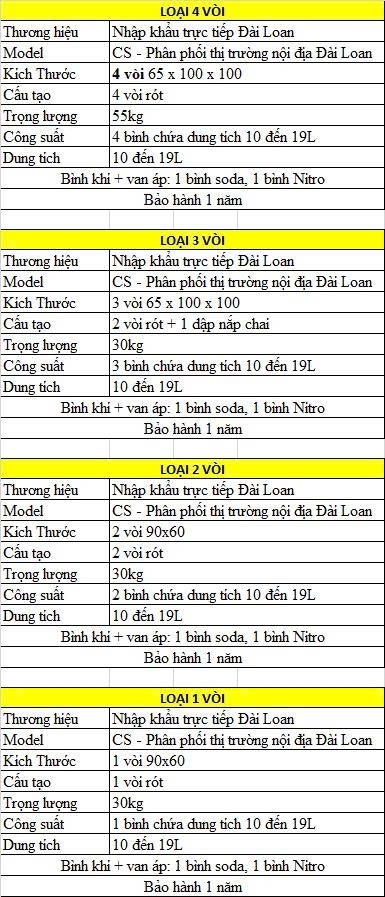 LOẠI 4 VÒI
Thương hiệu Nhập khẩu trực tiếp Đài Loan
Model CS - Phân phối thị trường nội địa Đài Loan
Kích Thước 4 vòi 65 x 100 x 100
Cấu tạo 4 vòi rót
Trọng lượng 55kg
Công suất 4 bình chứa dung tích 10 đến 19L
Dung tích 10 đến 19L
Bình khí + van áp: 1 bình soda, 1 bình Nitro
Bảo hành 1 năm
LOẠI 3 VÒI
Thương hiệu Nhập khẩu trực tiếp Đài Loan
Model CS - Phân phối thị trường nội địa Đài Loan
Kích Thước 3 vòi 65 x 100 x 100
Cấu tạo 2 vòi rót + 1 dập nắp chai
Trọng lượng 30kg
Công suất 3 bình chứa dung tích 10 đến 19L
Dung tích 10 đến 19L
Bình khí + van áp: 1 bình soda, 1 bình Nitro
Bảo hành 1 năm
LOẠI 2 VÒI
Thương hiệu Nhập khẩu trực tiếp Đài Loan
Model CS - Phân phối thị trường nội địa Đài Loan
Kích Thước 2 vòi 90x60
Cấu tạo 2 vòi rót
Trọng lượng 30kg
Công suất 2 bình chứa dung tích 10 đến 19L
Dung tích 10 đến 19L
Bình khí + van áp: 1 bình soda, 1 bình Nitro
Bảo hành 1 năm
LOẠI 1 VÒI
Thương hiệu Nhập khẩu trực tiếp Đài Loan
Model CS - Phân phối thị trường nội địa Đài Loan
Kích Thước 1 vòi 90x60
Cấu tạo 1 vòi rót
Trọng lượng 30kg
Công suất 1 bình chứa dung tích 10 đến 19L
Dung tích 10 đến 19L
Bình khí + van áp: 1 bình soda, 1 bình Nitro
Bảo hành 1 năm